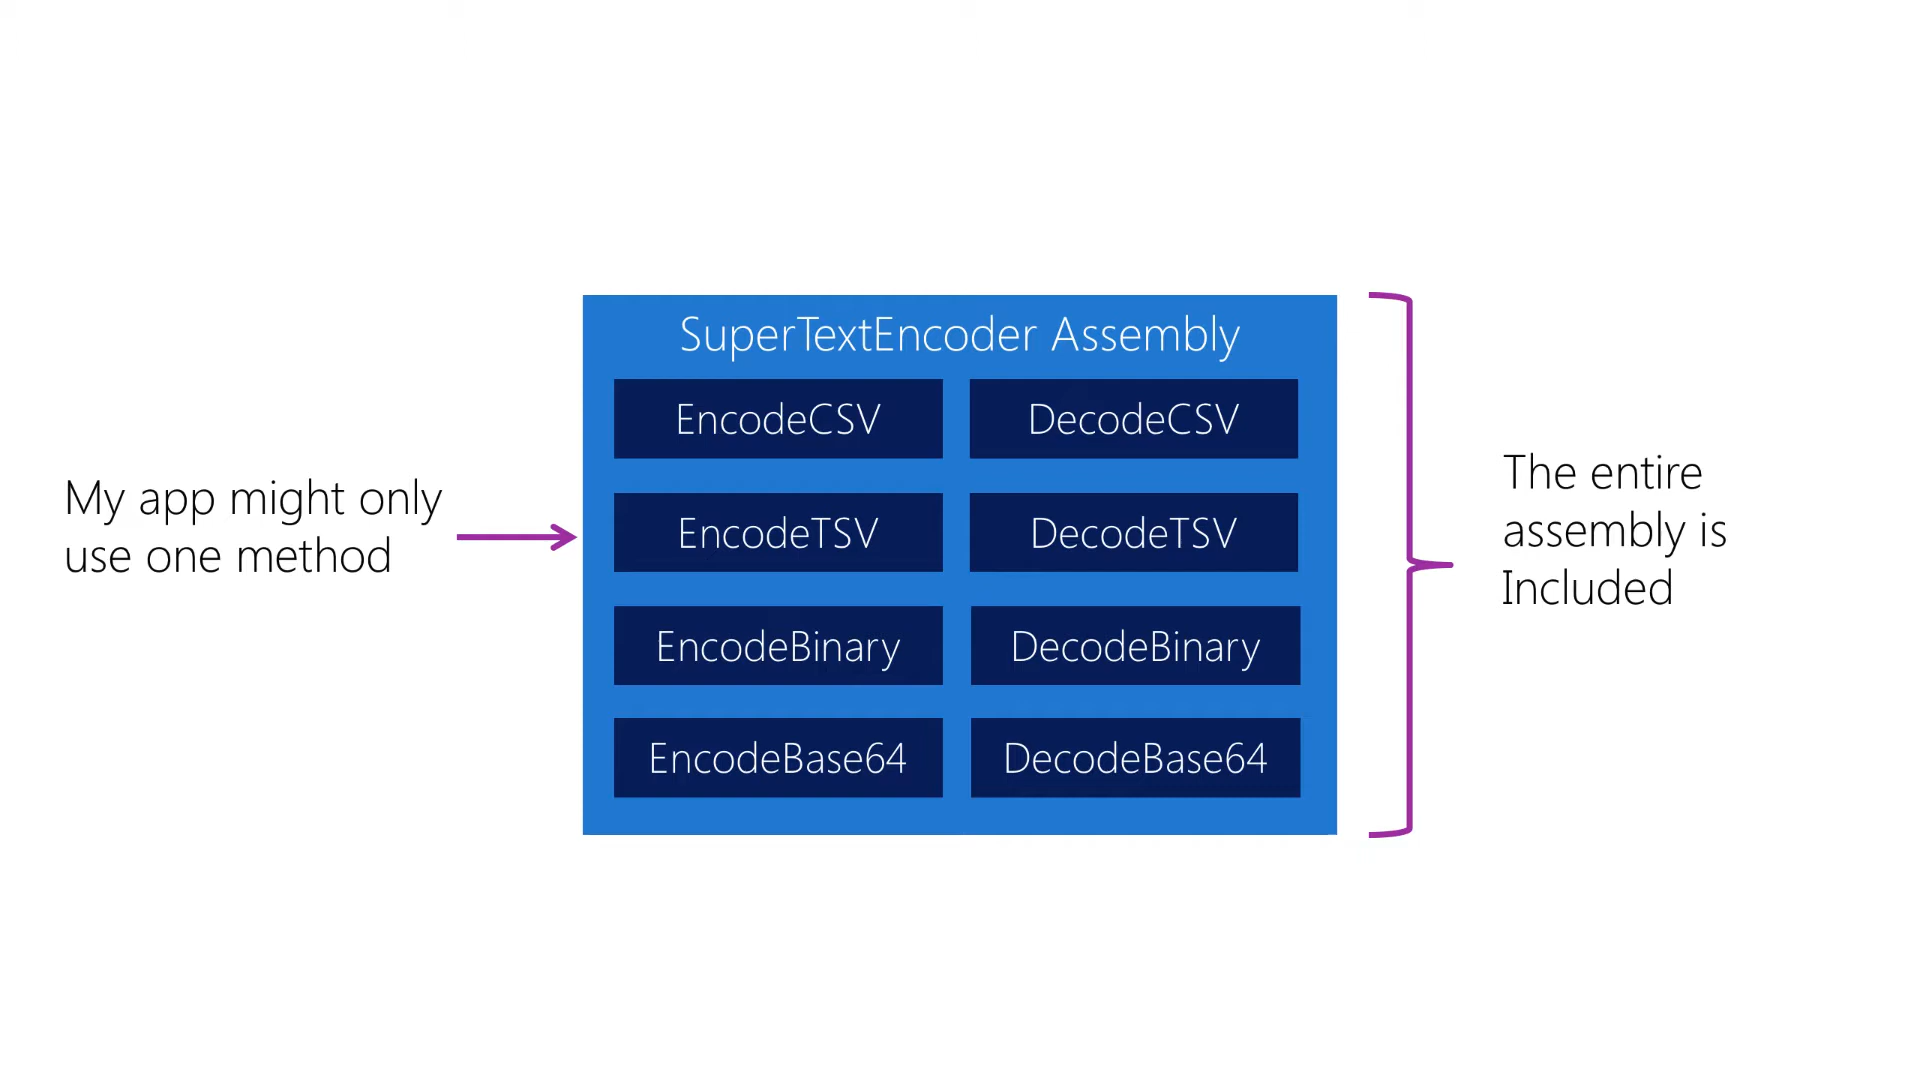 My app might only
use one method
SuperTextEncoder Assembly
EncodeCSV
DecodeCSV
EncodeTSV
DecodeTSV
EncodeBinary
DecodeBinary
EncodeBase64
DecodeBase64
The entire
assembly is
Included